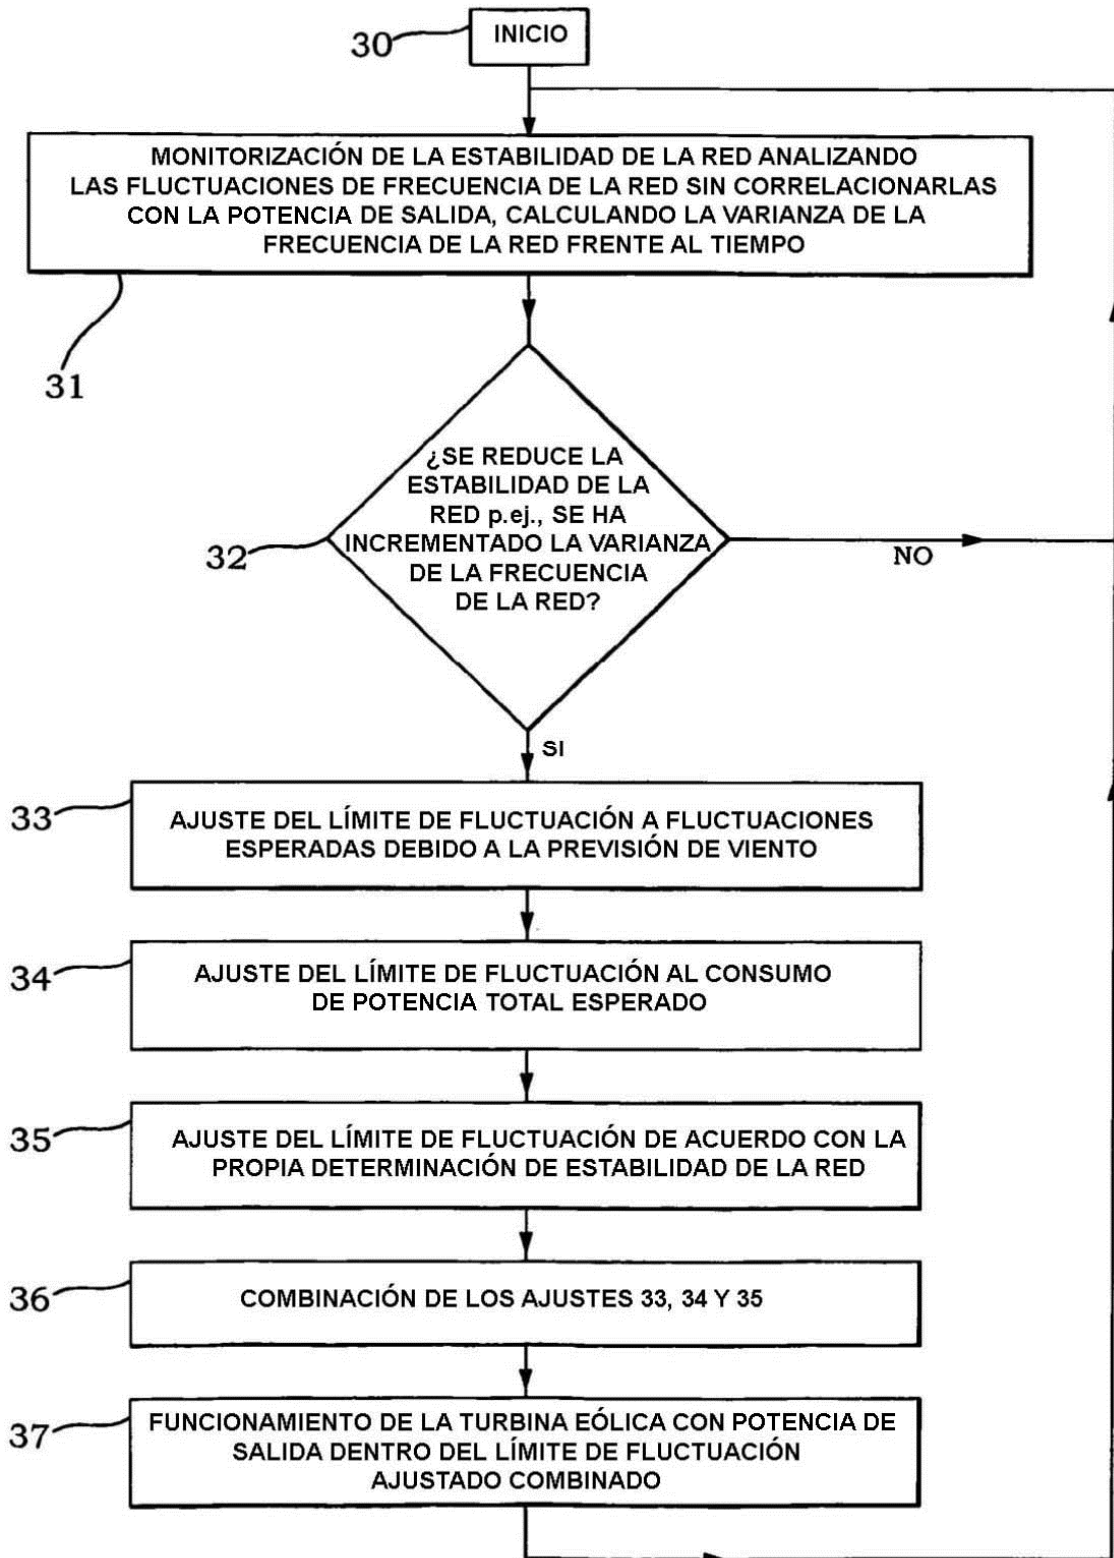 30
INICIO
MONITORIZACIÓN DE LA ESTABILIDAD DE LA RED ANALIZANDO
LAS FLUCTUACIONES DE FRECUENCIA DE LA RED SIN CORRELACIONARLAS
CON LA POTENCIA DE SALIDA, CALCULANDO LA VARIANZA DE LA
FRECUENCIA DE LA RED FRENTE AL TIEMPO
31
¿SE REDUCE LA
ESTABILIDAD DE LA
RED p.ej., SE HA
INCREMENTADO LA VARIANZA
DE LA FRECUENCIA
DE LA RED?
32
NO
SI
33
AJUSTE DEL LÍMITE DE FLUCTUACIÓN A FLUCTUACIONES
ESPERADAS DEBIDO A LA PREVISIÓN DE VIENTO
34
AJUSTE DEL LÍMITE DE FLUCTUACIÓN AL CONSUMO
DE POTENCIA TOTAL ESPERADO
35
AJUSTE DEL LÍMITE DE FLUCTUACIÓN DE ACUERDO CON LA
PROPIA DETERMINACIÓN DE ESTABILIDAD DE LA RED
36
COMBINACIÓN DE LOS AJUSTES 33, 34 Y 35
37
FUNCIONAMIENTO DE LA TURBINA EÓLICA CON POTENCIA DE
SALIDA DENTRO DEL LÍMITE DE FLUCTUACIÓN
AJUSTADO COMBINADO